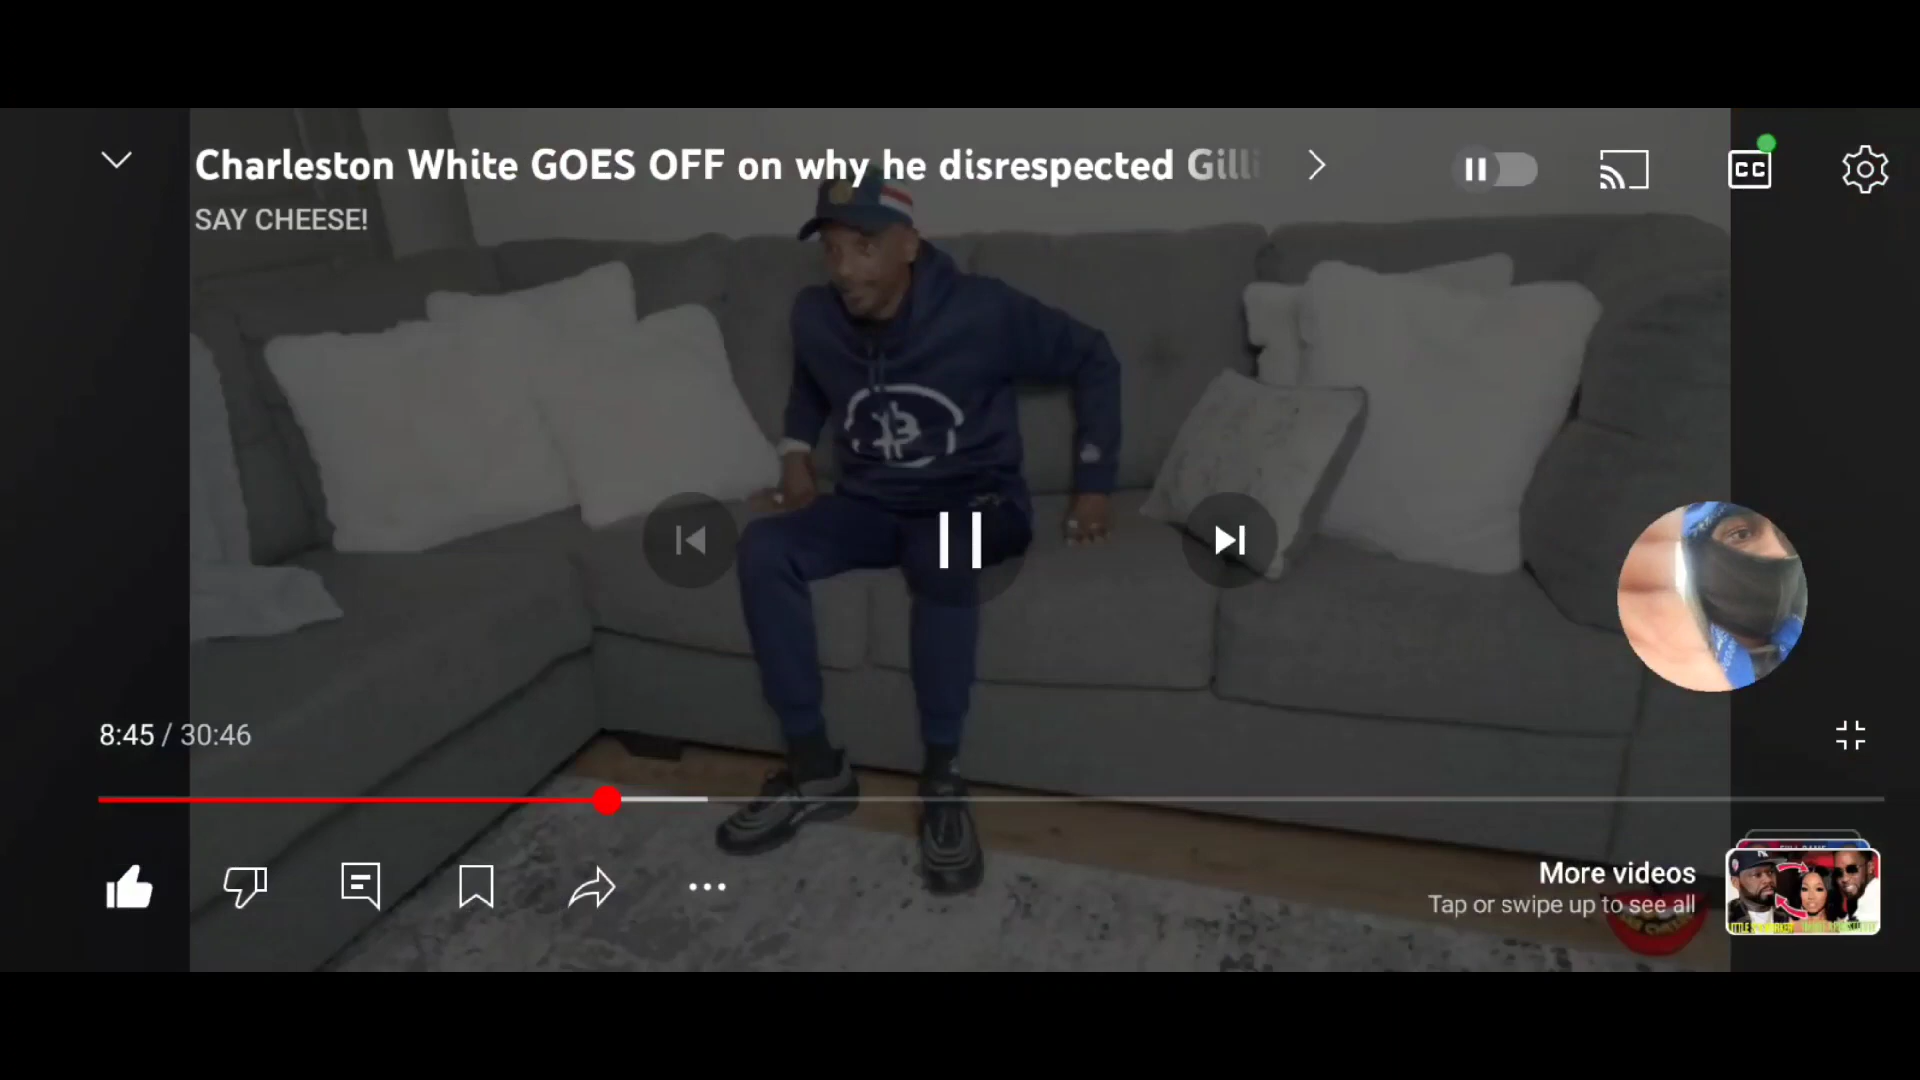 Charleston White GOES OFF on why he disrespected Gilli
CC
SAY CHEESE!
8:45 / 30:46
More videos
Tap or swipe up to see all